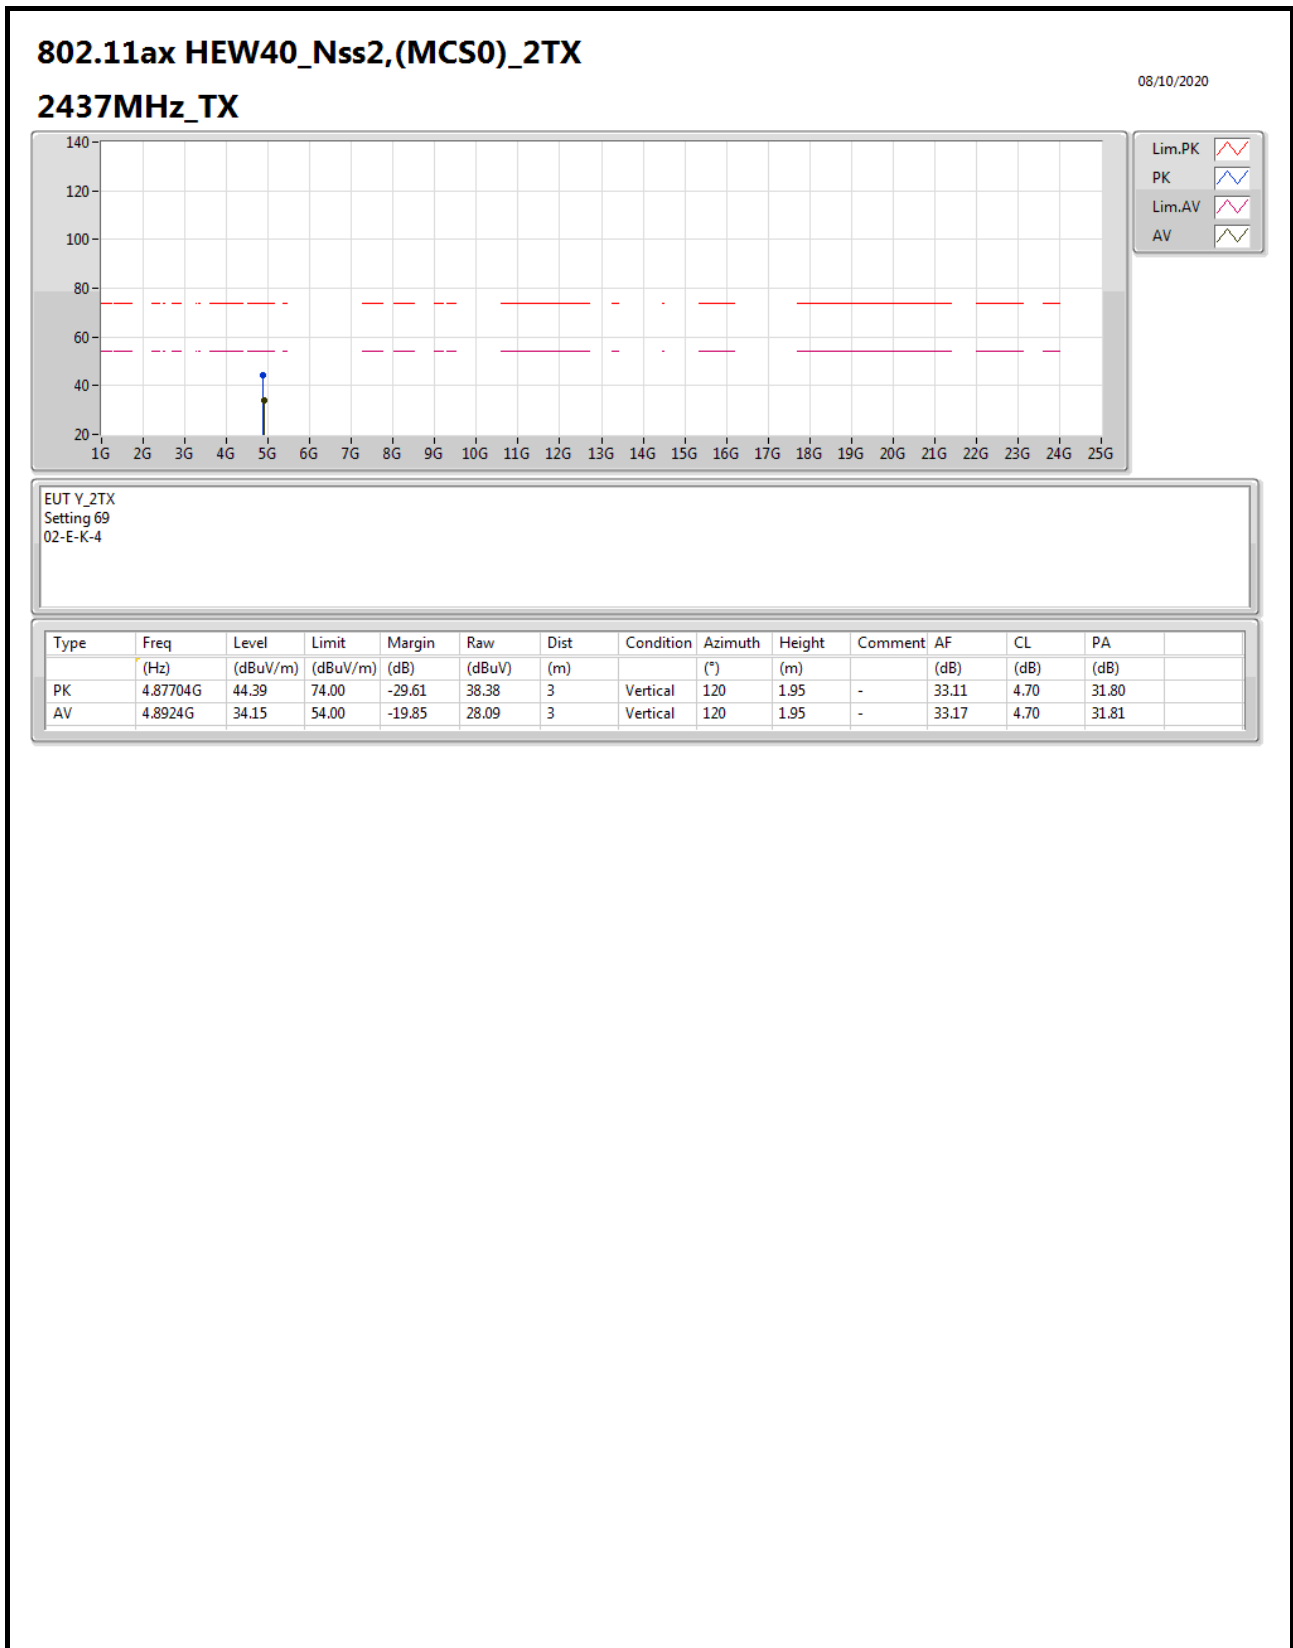 802.11ax HEW40_Nss2,(MCS0)_2TX
08/10/2020
2437MHz_TX
140
120
100
80
60
40
20
1G 2G 3G 4G 5G 6G 7G 8G 9G 10G 11G 12G 13G 14G 15G 16G 17G 18G 19G 20G 21G 22G 23G 24G 25G
Lim.PK
PK
Lim.AV
AV
EUT Y_2TX
Setting 69
02-E-K-4
Type Freq Level Limit Margin Raw Dist Condition Azimuth Height Comment AF CL PA
(Hz) (dBuV/m) (dBuV/m) (dB) (dBuV) (m) (°) (m) (dB) (dB) (dB)
PK 4.87704G 44.39 74.00 -29.61 38.38 3 Vertical 120 1.95 - 33.11 4.70 31.80
AV 4.8924G 34.15 54.00 -19.85 28.09 3 Vertical 120 1.95 - 33.17 4.70 31.81